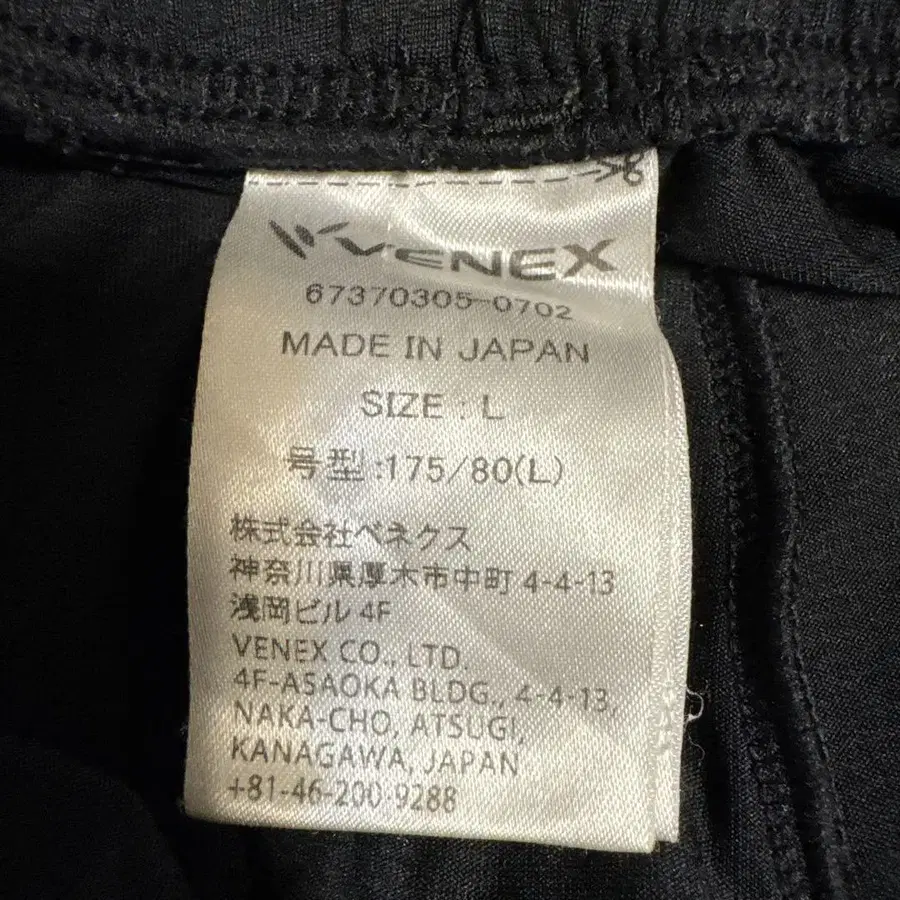 VENEX
67370305-0702
MADE IN JAPAN
SIZE : L
号型:175/80(L)
株式会社ベネクス
神奈川県厚木市中町 4-4-13
浅岡ビル 4F
VENEX CO., LTD.
4F-ASAOKA BLDG., 4-4-13,
NAKA-CHO, ATSUGI,
KANAGAWA, JAPAN
+81-46-200-9288